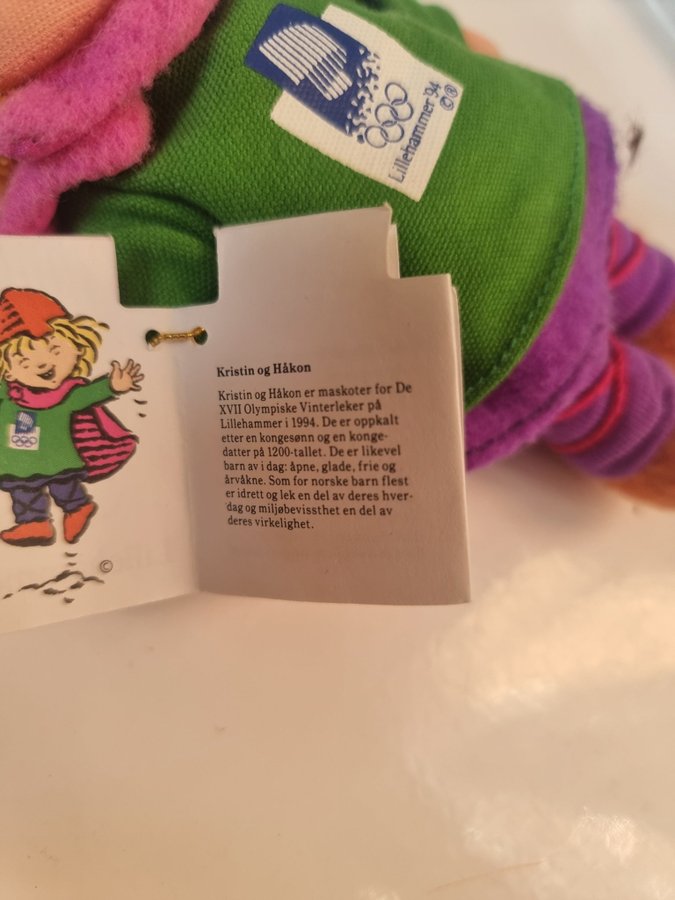 Lillehammer '94
©®
Kristin og Håkon
Kristin og Håkon er maskoter for De
XVII Olympiske Vinterleker på
Lillehammer i 1994. De er oppkalt
etter en kongesønn og en konge-
datter på 1200-tallet. De er likevel
barn av i dag: åpne, glade, frie og
årvåkne. Som for norske barn flest
er idrett og lek en del av deres hver-
dag og miljøbevissthet en del av
deres virkelighet.
©